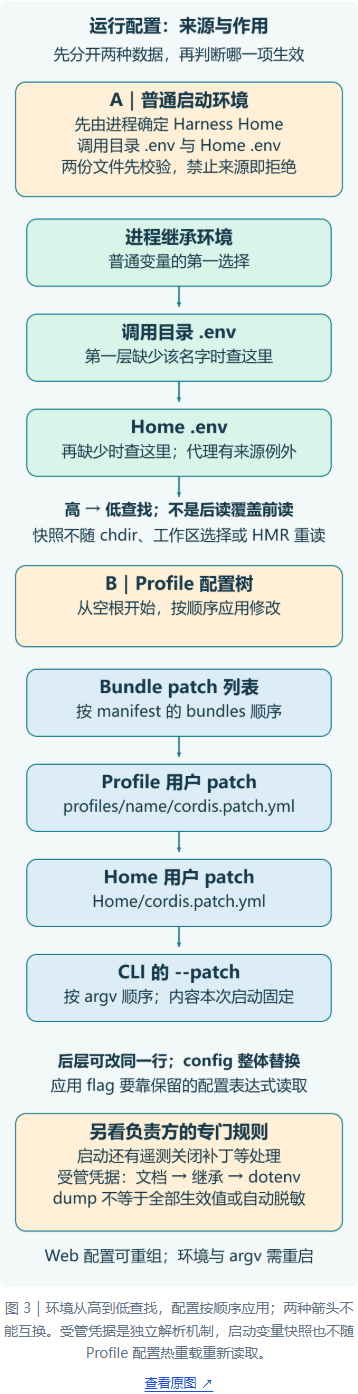 运行配置：来源与作用
先分开两种数据，再判断哪一项生效
A｜普通启动环境
先由进程确定 Harness Home
调用目录 .env 与 Home .env
两份文件先校验，禁止来源即拒绝
进程继承环境
普通变量的第一选择
调用目录 .env
第一层缺少该名字时查这里
Home .env
再缺少时查这里；代理有来源例外
高 → 低查找；不是后读覆盖前读
快照不随 chdir、工作区选择或 HMR 重读
B｜Profile 配置树
从空根开始，按顺序应用修改
Bundle patch 列表
按 manifest 的 bundles 顺序
Profile 用户 patch
profiles/name/cordis.patch.yml
Home 用户 patch
Home/cordis.patch.yml
CLI 的 --patch
按 argv 顺序；内容本次启动固定
后层可改同一行；config 整体替换
应用 flag 要靠保留的配置表达式读取
另看负责方的专门规则
启动还有遥测关闭补丁等处理
受管凭据：文档 → 继承 → dotenv
dump 不等于全部生效值或自动脱敏
Web 配置可重组；环境与 argv 需重启
图 3｜环境从高到低查找，配置按顺序应用；两种箭头不
能互换。受管凭据是独立解析机制，启动变量快照也不随
Profile 配置热重载重新读取。
查看原图 ↗